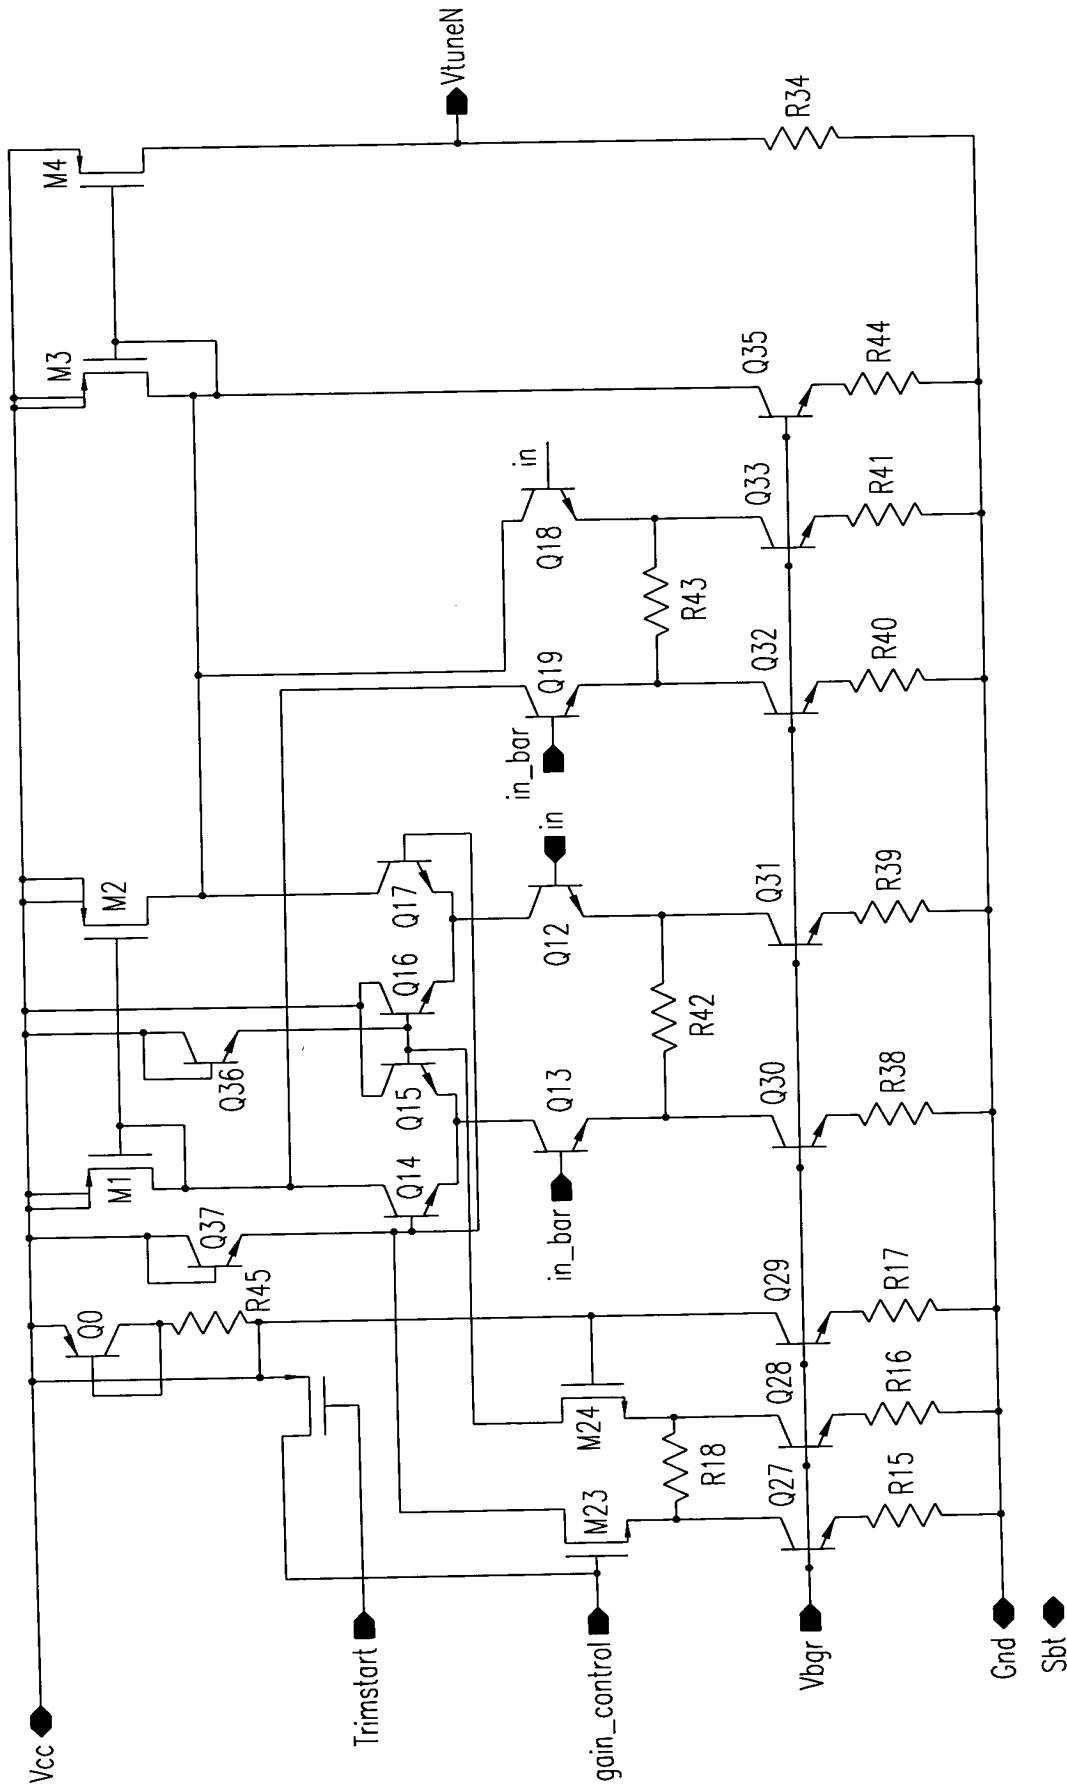 Vcc
Trimstart
gain_control
Vbgr
Gnd
Sbt
Q0
R45
Q37
M1
Q36
M2
M3
M4
VtuneN
Q14
Q15
Q16
Q17
M23
M24
R18
in_bar
Q13
Q12
in
R42
in_bar
Q19
Q18
in
R43
Q27
Q28
Q29
Q30
Q31
Q32
Q33
Q35
R15
R16
R17
R38
R39
R40
R41
R44
R34